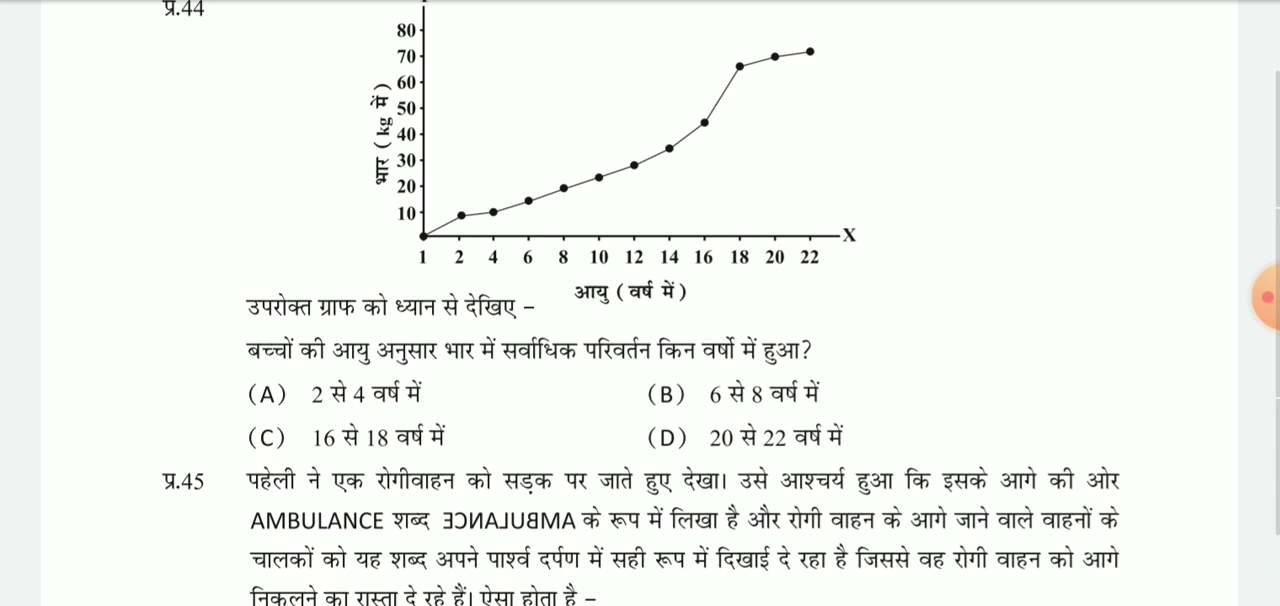 प्र.44
80
70
60
50
40
30
20
10
भार ( kg में )
X
1 2 4 6 8 10 12 14 16 18 20 22
आयु ( वर्ष में )
उपरोक्त ग्राफ को ध्यान से देखिए –
बच्चों की आयु अनुसार भार में सर्वाधिक परिवर्तन किन वर्षो में हुआ?
(A) 2 से 4 वर्ष में (B) 6 से 8 वर्ष में
(C) 16 से 18 वर्ष में (D) 20 से 22 वर्ष में
प्र.45 पहेली ने एक रोगीवाहन को सड़क पर जाते हुए देखा। उसे आश्चर्य हुआ कि इसके आगे की ओर
AMBULANCE शब्द ƎƆИAJUBMA के रूप में लिखा है और रोगी वाहन के आगे जाने वाले वाहनों के
चालकों को यह शब्द अपने पार्श्व दर्पण में सही रूप में दिखाई दे रहा है जिससे वह रोगी वाहन को आगे
निकलने का रास्ता दे रहे हैं। ऐसा होता है –